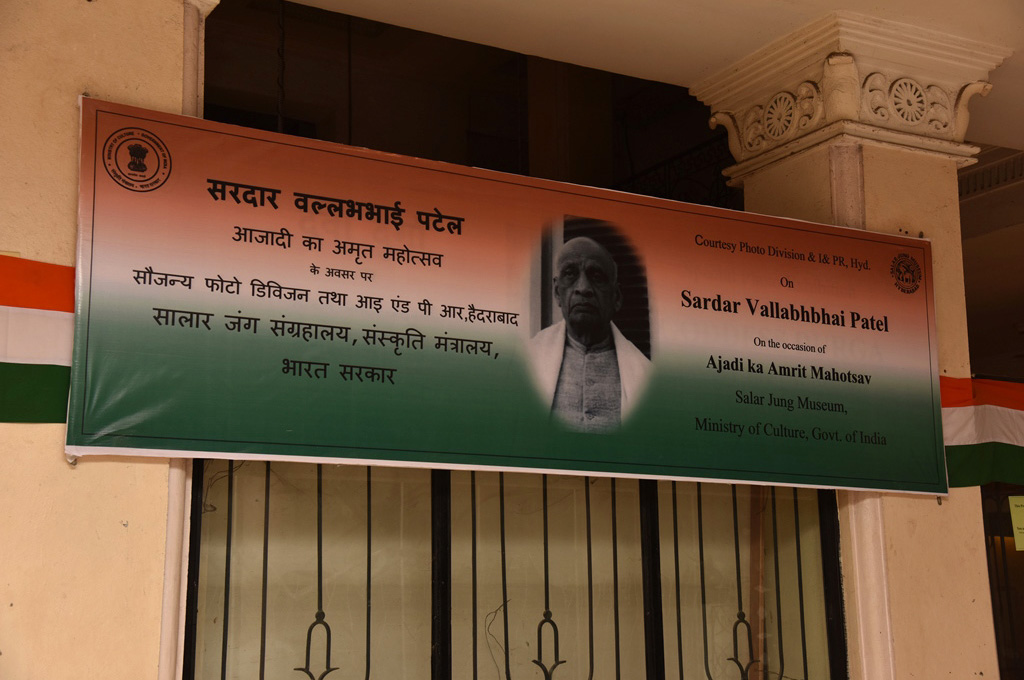 सरदार वल्लभभाई पटेल
आजादी का अमृत महोत्सव
के अवसर पर
सौजन्य फोटो डिविजन तथा आइ एंड पी आर,हैदराबाद
सालार जंग संग्रहालय,संस्कृति मंत्रालय,
भारत सरकार
Courtesy Photo Division & I& PR, Hyd.
On
Sardar Vallabhbhai Patel
On the occasion of
Ajadi ka Amrit Mahotsav
Salar Jung Museum,
Ministry of Culture, Govt. of India